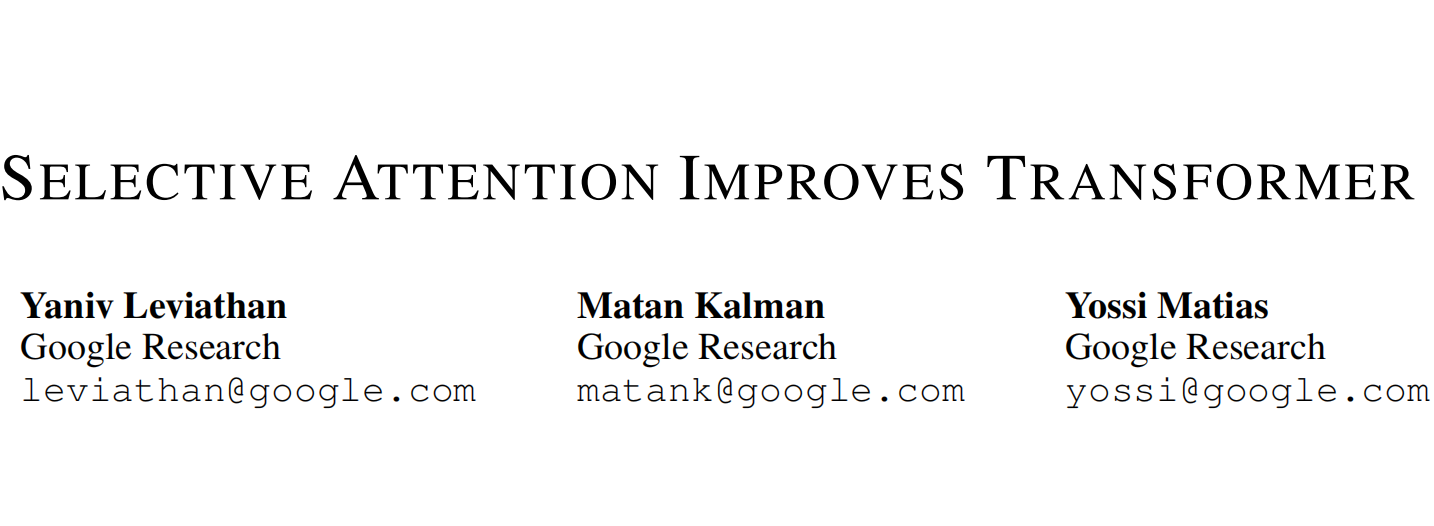 SELECTIVE ATTENTION IMPROVES TRANSFORMER
Yaniv Leviathan
Google Research
leviathan@google.com
Matan Kalman
Google Research
matank@google.com
Yossi Matias
Google Research
yossi@google.com